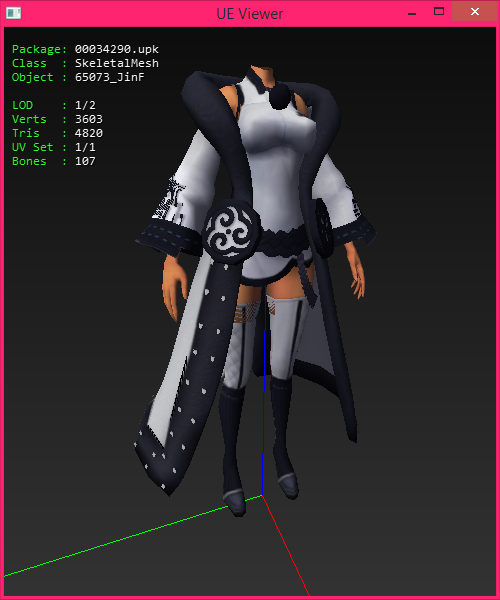 UE Viewer
Package: 00034290.upk
Class  : SkeletalMesh
Object : 65073_JinF
LOD    : 1/2
Verts  : 3603
Tris   : 4820
UV Set : 1/1
Bones  : 107